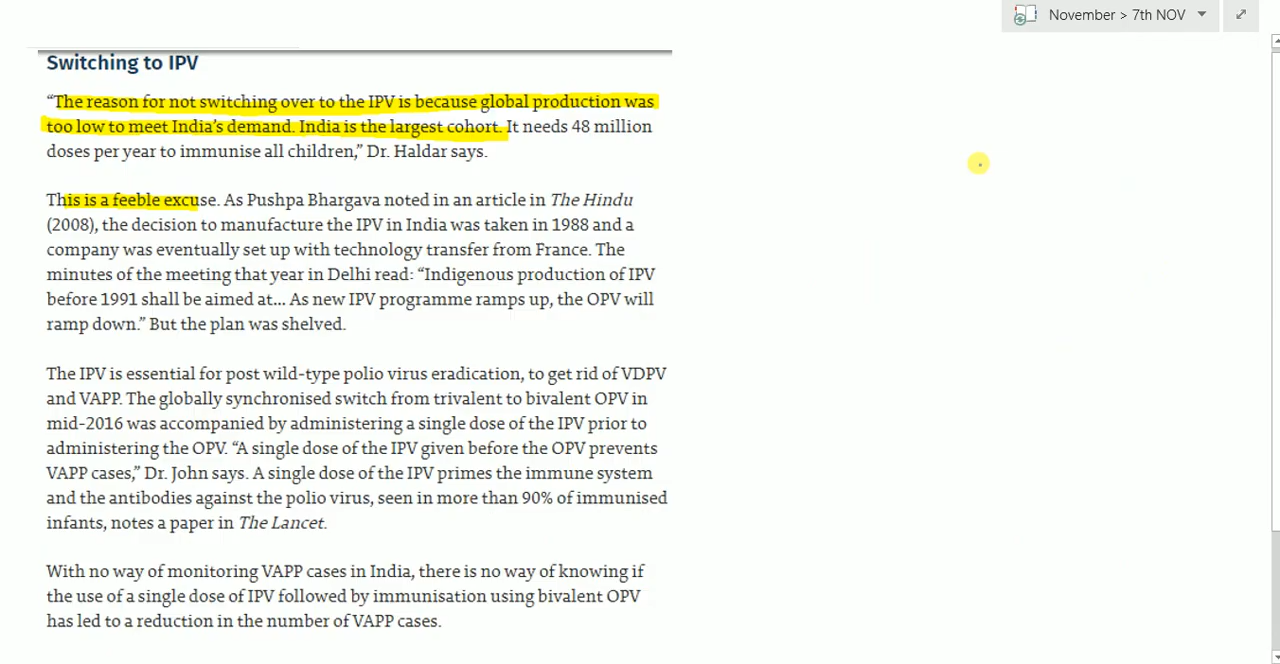 November > 7th NOV
Switching to IPV
“The reason for not switching over to the IPV is because global production was
too low to meet India’s demand. India is the largest cohort. It needs 48 million
doses per year to immunise all children,” Dr. Haldar says.
This is a feeble excuse. As Pushpa Bhargava noted in an article in The Hindu
(2008), the decision to manufacture the IPV in India was taken in 1988 and a
company was eventually set up with technology transfer from France. The
minutes of the meeting that year in Delhi read: “Indigenous production of IPV
before 1991 shall be aimed at... As new IPV programme ramps up, the OPV will
ramp down.” But the plan was shelved.
The IPV is essential for post wild-type polio virus eradication, to get rid of VDPV
and VAPP. The globally synchronised switch from trivalent to bivalent OPV in
mid-2016 was accompanied by administering a single dose of the IPV prior to
administering the OPV. “A single dose of the IPV given before the OPV prevents
VAPP cases,” Dr. John says. A single dose of the IPV primes the immune system
and the antibodies against the polio virus, seen in more than 90% of immunised
infants, notes a paper in The Lancet.
With no way of monitoring VAPP cases in India, there is no way of knowing if
the use of a single dose of IPV followed by immunisation using bivalent OPV
has led to a reduction in the number of VAPP cases.